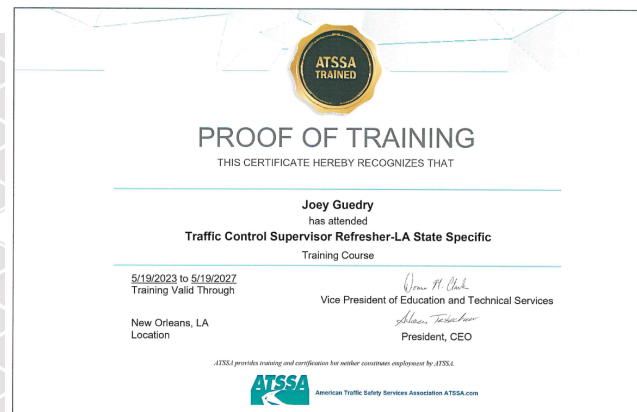 ATSSA
TRAINED
PROOF OF TRAINING
THIS CERTIFICATE HEREBY RECOGNIZES THAT
Joey Guedry
has attended
Traffic Control Supervisor Refresher-LA State Specific
Training Course
5/19/2023 to 5/19/2027
Training Valid Through
Vice President of Education and Technical Services
New Orleans, LA
Location
President, CEO
ATSSA provides training and certification but neither constitutes employment by ATSSA.
ATSSA
American Traffic Safety Services Association ATSSA.com